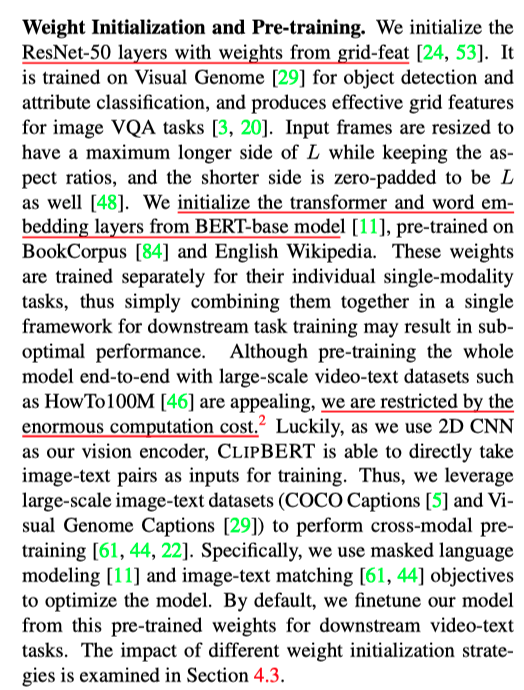 Weight Initialization and Pre-training. We initialize the
ResNet-50 layers with weights from grid-feat [24, 53]. It
is trained on Visual Genome [29] for object detection and
attribute classification, and produces effective grid features
for image VQA tasks [3, 20]. Input frames are resized to
have a maximum longer side of L while keeping the as-
pect ratios, and the shorter side is zero-padded to be L
as well [48]. We initialize the transformer and word em-
bedding layers from BERT-base model [11], pre-trained on
BookCorpus [84] and English Wikipedia. These weights
are trained separately for their individual single-modality
tasks, thus simply combining them together in a single
framework for downstream task training may result in sub-
optimal performance. Although pre-training the whole
model end-to-end with large-scale video-text datasets such
as HowTo100M [46] are appealing, we are restricted by the
enormous computation cost.2 Luckily, as we use 2D CNN
as our vision encoder, CLIPBERT is able to directly take
image-text pairs as inputs for training. Thus, we leverage
large-scale image-text datasets (COCO Captions [5] and Vi-
sual Genome Captions [29]) to perform cross-modal pre-
training [61, 44, 22]. Specifically, we use masked language
modeling [11] and image-text matching [61, 44] objectives
to optimize the model. By default, we finetune our model
from this pre-trained weights for downstream video-text
tasks. The impact of different weight initialization strate-
gies is examined in Section 4.3.